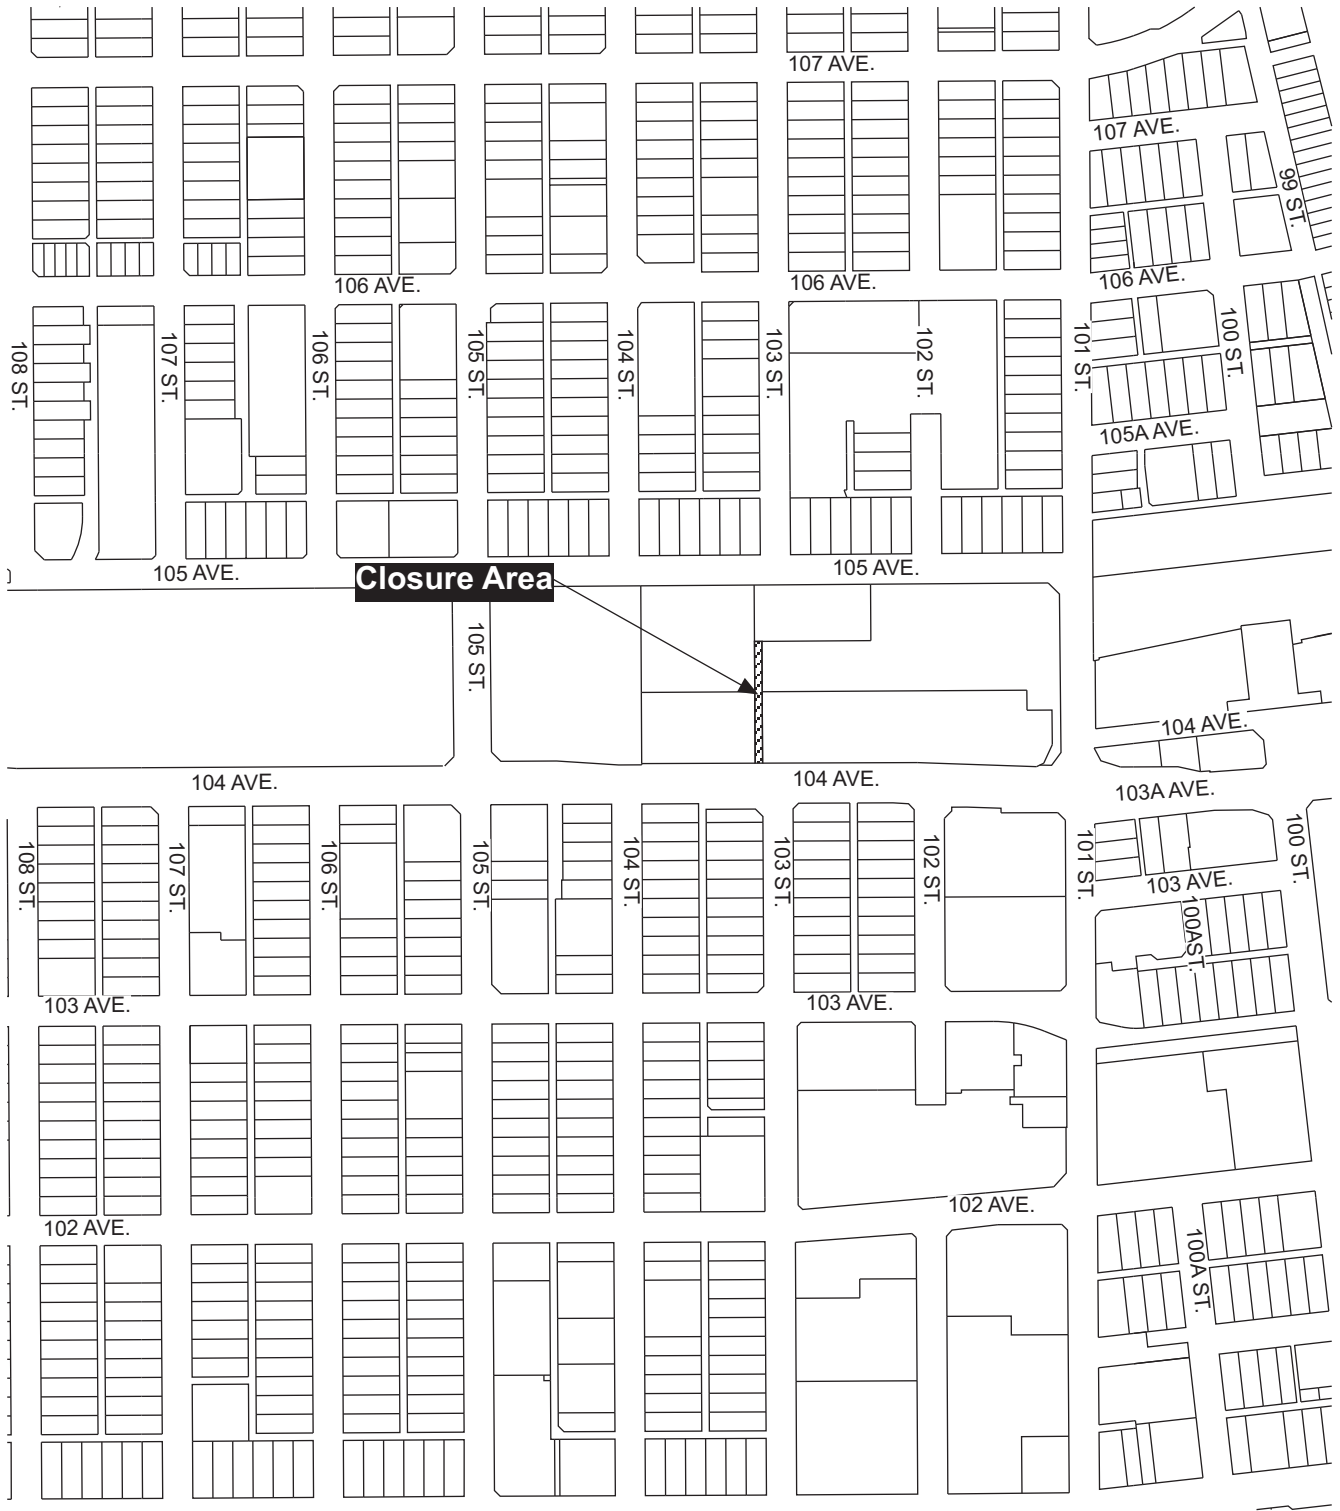 107 AVE.
107 AVE.
99 ST.
106 AVE.
106 AVE.
106 AVE.
108 ST.
107 ST.
106 ST.
105 ST.
104 ST.
103 ST.
102 ST.
101 ST.
100 ST.
105A AVE.
105 AVE.
Closure Area
105 AVE.
105 ST.
104 AVE.
104 AVE.
104 AVE.
103A AVE.
108 ST.
107 ST.
106 ST.
105 ST.
104 ST.
103 ST.
102 ST.
101 ST.
100 ST.
103 AVE.
100A ST.
103 AVE.
103 AVE.
102 AVE.
102 AVE.
100A ST.